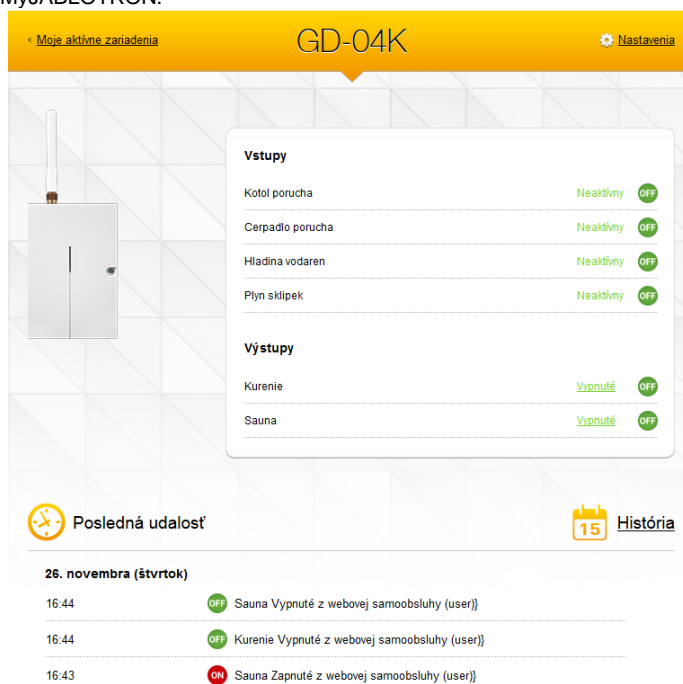 MyJABLOTRON.
< Moje aktívne zariadenia
GD-04K
Nastavenia
Vstupy
Kotol porucha Neaktívny OFF
Cerpadlo porucha Neaktívny OFF
Hladina vodaren Neaktívny OFF
Plyn sklipek Neaktívny OFF
Výstupy
Kurenie Vypnuté OFF
Sauna Vypnuté OFF
Posledná udalosť
15 História
26. novembra (štvrtok)
16:44 OFF Sauna Vypnuté z webovej samoobsluhy (user)}
16:44 OFF Kurenie Vypnuté z webovej samoobsluhy (user)}
16:43 ON Sauna Zapnuté z webovej samoobsluhy (user)}